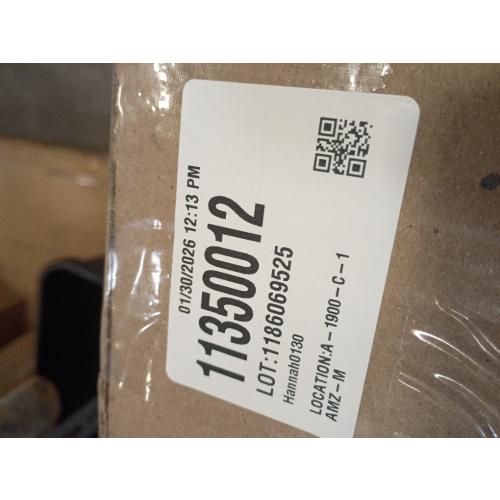 01/30/2026 12:13 PM
11350012
LOT:1186069525
Hannah0130
LOCATION:A-1900-C-1
AMZ-M